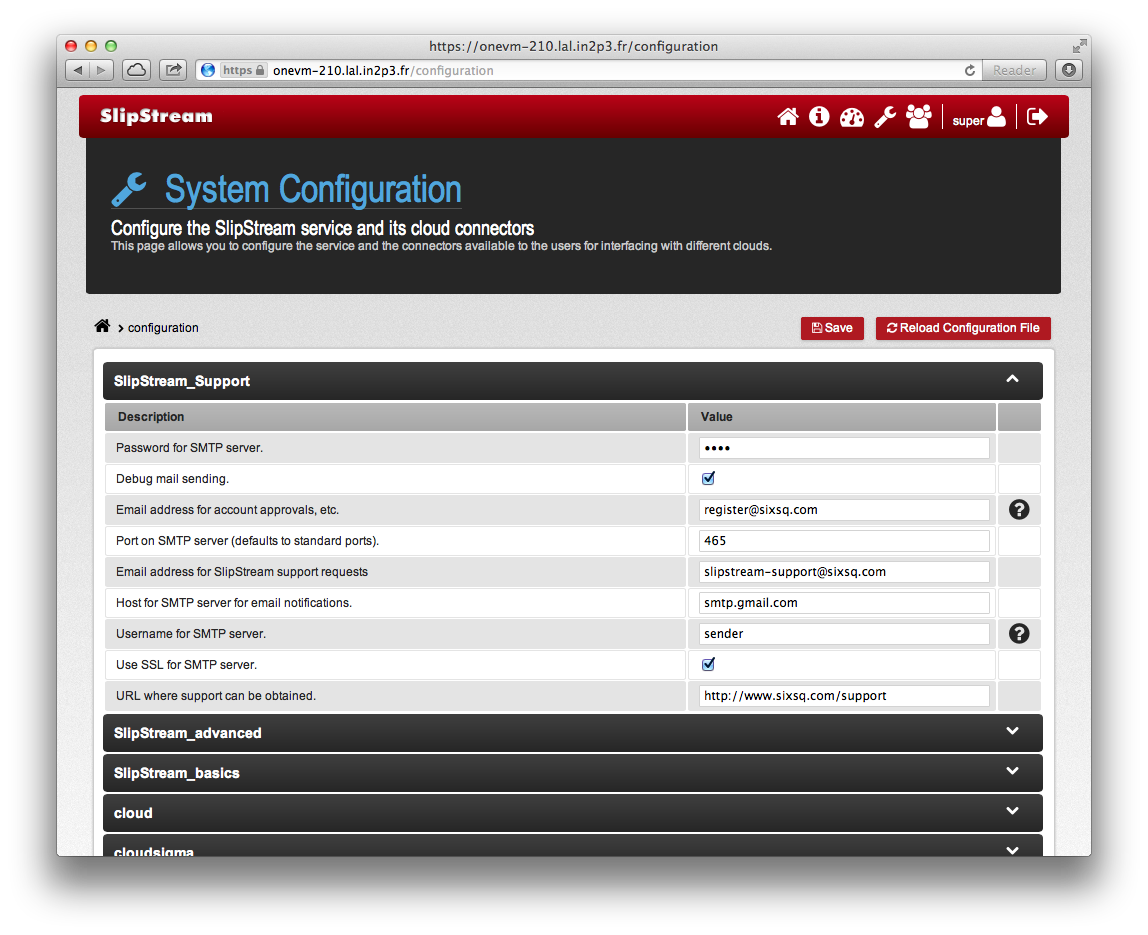 https://onevm-210.lal.in2p3.fr/configuration
https onevm-210.lal.in2p3.fr/configuration Reader
SlipStream super
System Configuration
Configure the SlipStream service and its cloud connectors
This page allows you to configure the service and the connectors available to the users for interfacing with different clouds.
configuration Save Reload Configuration File
SlipStream_Support
Description Value
Password for SMTP server. ••••
Debug mail sending.
Email address for account approvals, etc. register@sixsq.com
Port on SMTP server (defaults to standard ports). 465
Email address for SlipStream support requests slipstream-support@sixsq.com
Host for SMTP server for email notifications. smtp.gmail.com
Username for SMTP server. sender
Use SSL for SMTP server.
URL where support can be obtained. http://www.sixsq.com/support
SlipStream_advanced
SlipStream_basics
cloud
cloudsigma